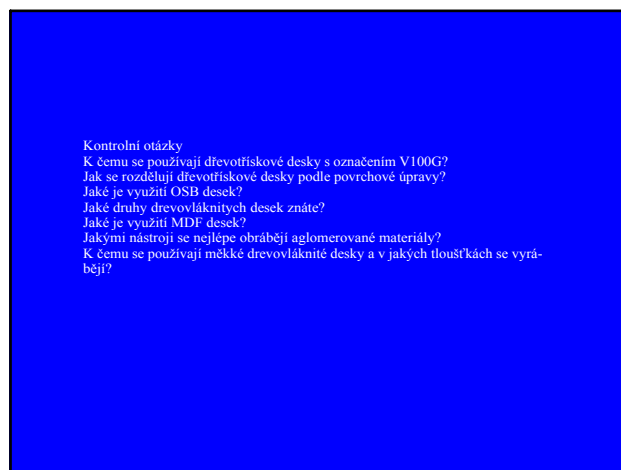 Kontrolní otázky
K čemu se používají dřevotřískové desky s označením V100G?
Jak se rozdělují dřevotřískové desky podle povrchové úpravy?
Jaké je využití OSB desek?
Jaké druhy drevovláknitych desek znáte?
Jaké je využití MDF desek?
Jakými nástroji se nejlépe obrábějí aglomerované materiály?
K čemu se používají měkké drevovláknité desky a v jakých tloušťkách se vyrá-
bějí?